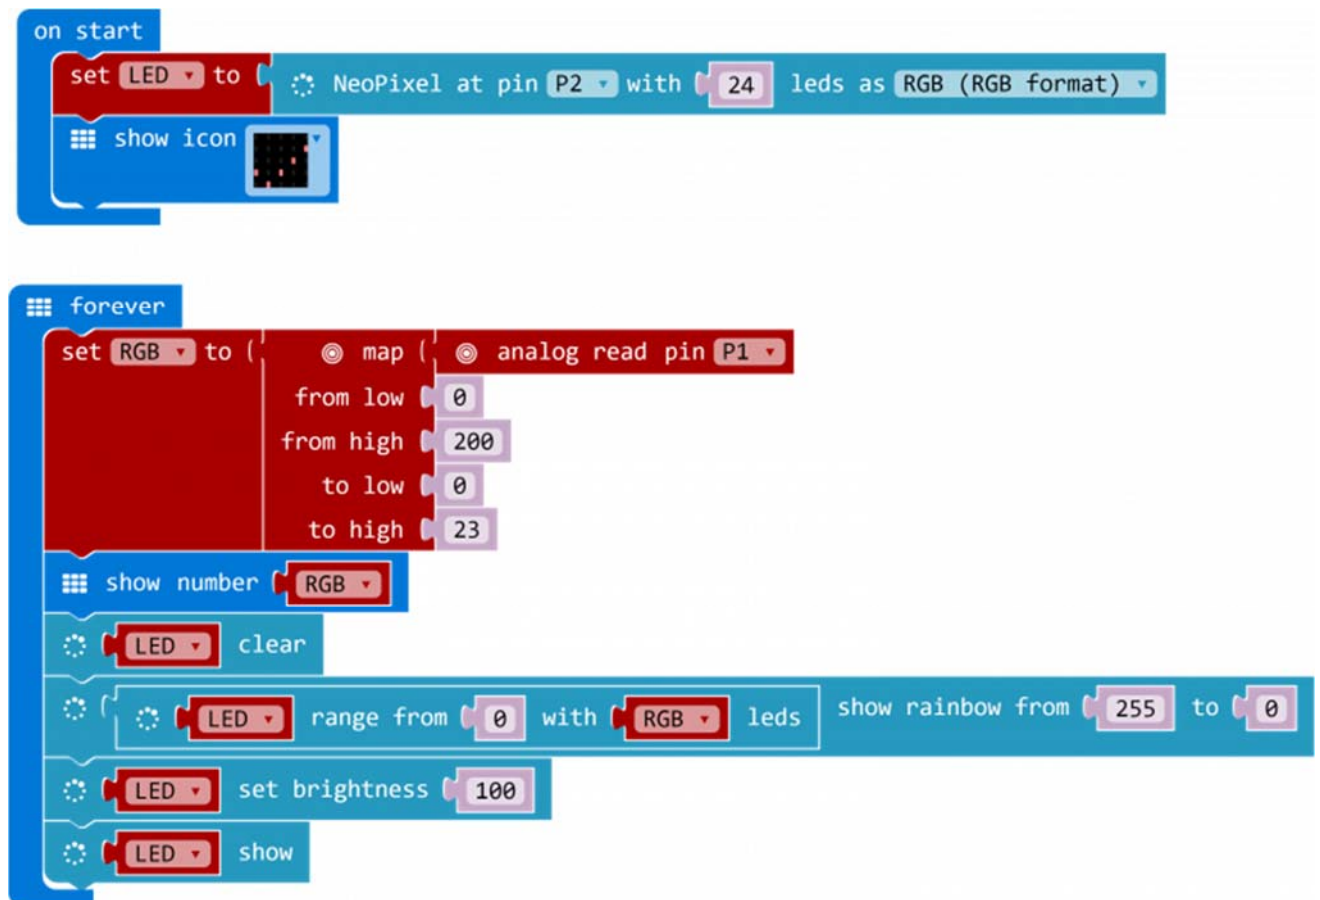 on start
set LED to NeoPixel at pin P2 with 24 leds as RGB (RGB format)
show icon
forever
set RGB to ( map ( analog read pin P1
from low 0
from high 200
to low 0
to high 23
show number RGB
LED clear
LED range from 0 with RGB leds show rainbow from 255 to 0
LED set brightness 100
LED show